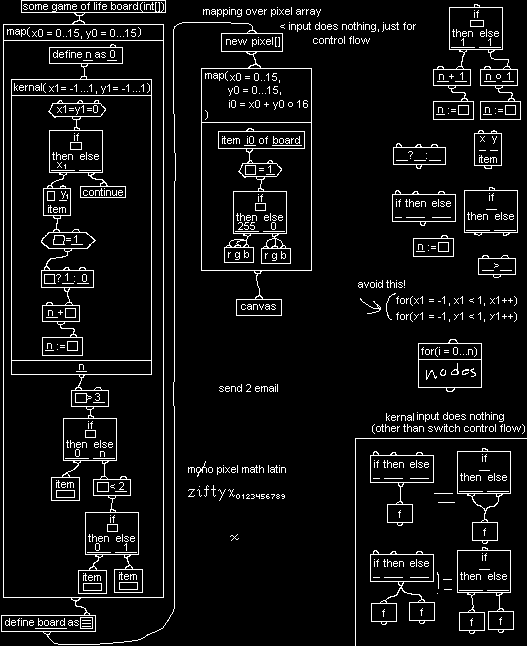 some game of life board(int[])
map(x0=0..15, y0=0...15)
define n as 0
kernal(x1= -1...1, y1= -1...1)
x1=y1=0
if
then else
x1
continue
y1
item
=1
? 1 : 0
n +
n :=
n
> 3
if
then else
0 n
item
< 2
if
then else
0 1
item
item
define board as
mapping over pixel array
< input does nothing, just for
control flow
new pixel[]
map(x0 = 0..15,
y0 = 0..15,
i0 = x0 + y0 ∘ 16
)
item i0 of board
= 1
if
then else
255 0
r g b
r g b
canvas
send 2 email
mono pixel math latin
ziftyx0123456789
x
if
then else
1 1
n + 1
n ∘ 1
n :=
n :=
_ ? _ : _
x y
item
if then else
if
then else
n :=
_ > _
avoid this!
for(x1 = -1, x1 < 1, x1++)
for(y1 = -1, y1 < 1, y1++)
for(i = 0...n)
nodes
kernal input does nothing
(other than switch control flow)
if then else
f
if
then else
f
if then else
f
f
if
then else
f
f